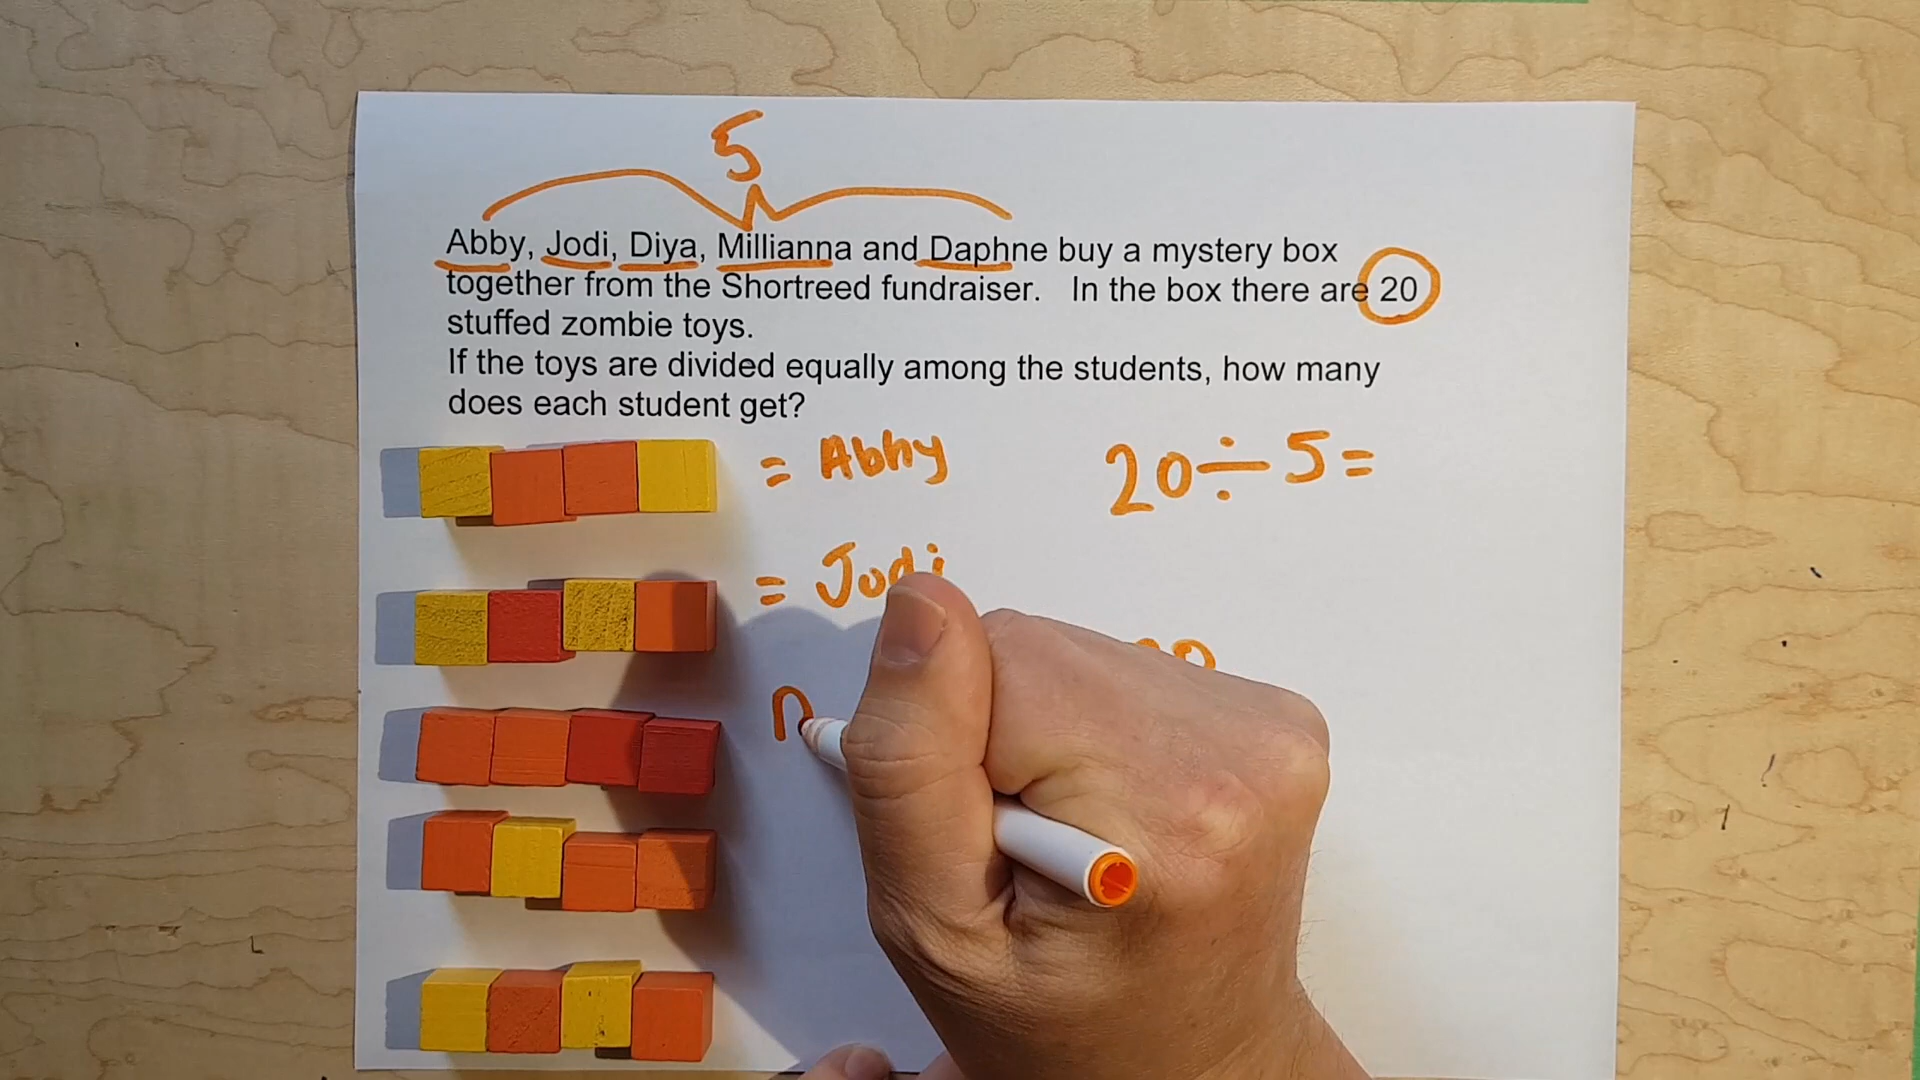 5
Abby, Jodi, Diya, Millianna and Daphne buy a mystery box
together from the Shortreed fundraiser. In the box there are 20
stuffed zombie toys.
If the toys are divided equally among the students, how many
does each student get?
= Abby
20÷5=
= Jodi